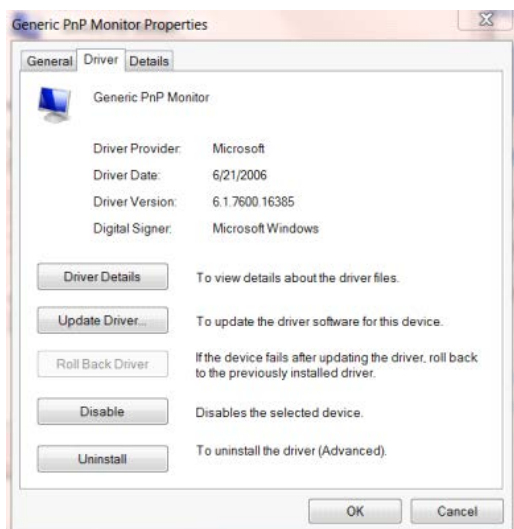 Generic PnP Monitor Properties
General Driver Details
Generic PnP Monitor
Driver Provider: Microsoft
Driver Date: 6/21/2006
Driver Version: 6.1.7600.16385
Digital Signer: Microsoft Windows
Driver Details To view details about the driver files.
Update Driver... To update the driver software for this device.
Roll Back Driver If the device fails after updating the driver, roll back
to the previously installed driver.
Disable Disables the selected device.
Uninstall To uninstall the driver (Advanced).
OK Cancel